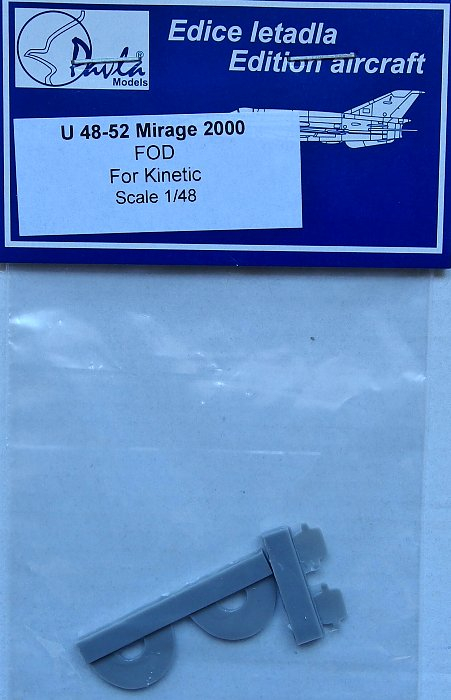 Pavla®
Models
Edice letadla
Edition aircraft
U 48-52 Mirage 2000
FOD
For Kinetic
Scale 1/48